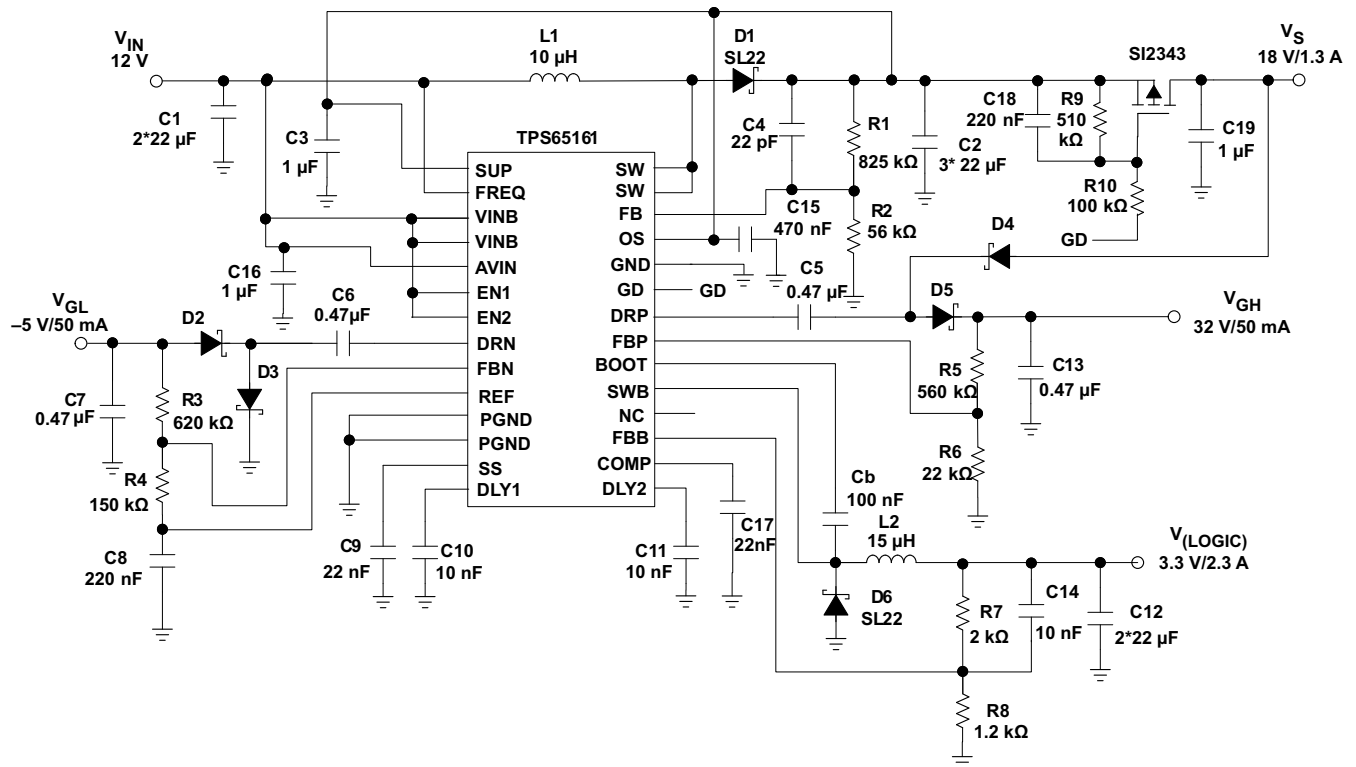 V_IN
12 V
L1
10 µH
D1
SL22
SI2343
V_S
18 V/1.3 A
C1
2*22 µF
C3
1 µF
TPS65161
C4
22 pF
R1
825 kΩ
C2
3* 22 µF
C18
220 nF
R9
510
kΩ
C19
1 µF
R10
100 kΩ
GD
SUP
FREQ
VINB
VINB
AVIN
EN1
EN2
DRN
FBN
REF
PGND
PGND
SS
DLY1
SW
SW
FB
OS
GND
GD
DRP
FBP
BOOT
SWB
NC
FBB
COMP
DLY2
GD
C15
470 nF
R2
56 kΩ
C5
0.47 µF
D4
D5
V_GH
32 V/50 mA
C16
1 µF
V_GL
–5 V/50 mA
D2
C6
0.47µF
D3
C7
0.47 µF
R3
620 kΩ
R4
150 kΩ
C8
220 nF
C9
22 nF
C10
10 nF
C11
10 nF
C17
22nF
R5
560 kΩ
C13
0.47 µF
R6
22 kΩ
Cb
100 nF
L2
15 µH
V_(LOGIC)
3.3 V/2.3 A
D6
SL22
R7
2 kΩ
C14
10 nF
C12
2*22 µF
R8
1.2 kΩ